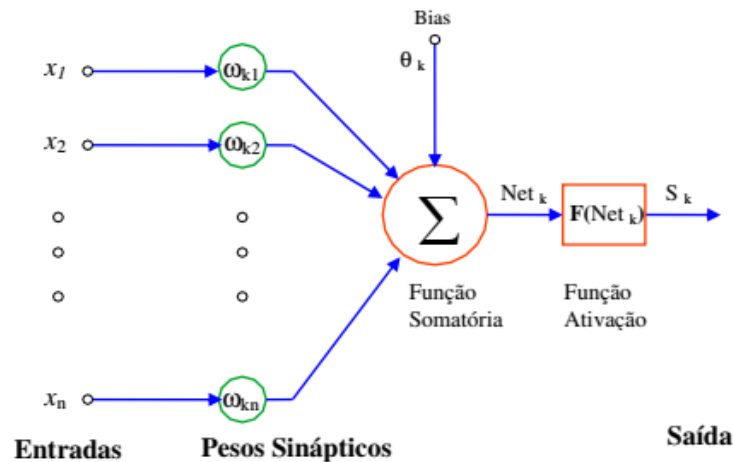 Bias
θ k
x1
ωk1
x2
ωk2
Σ
Net k
F(Net k)
S k
Função
Somatória
Função
Ativação
xn
ωkn
Entradas
Pesos Sinápticos
Saída